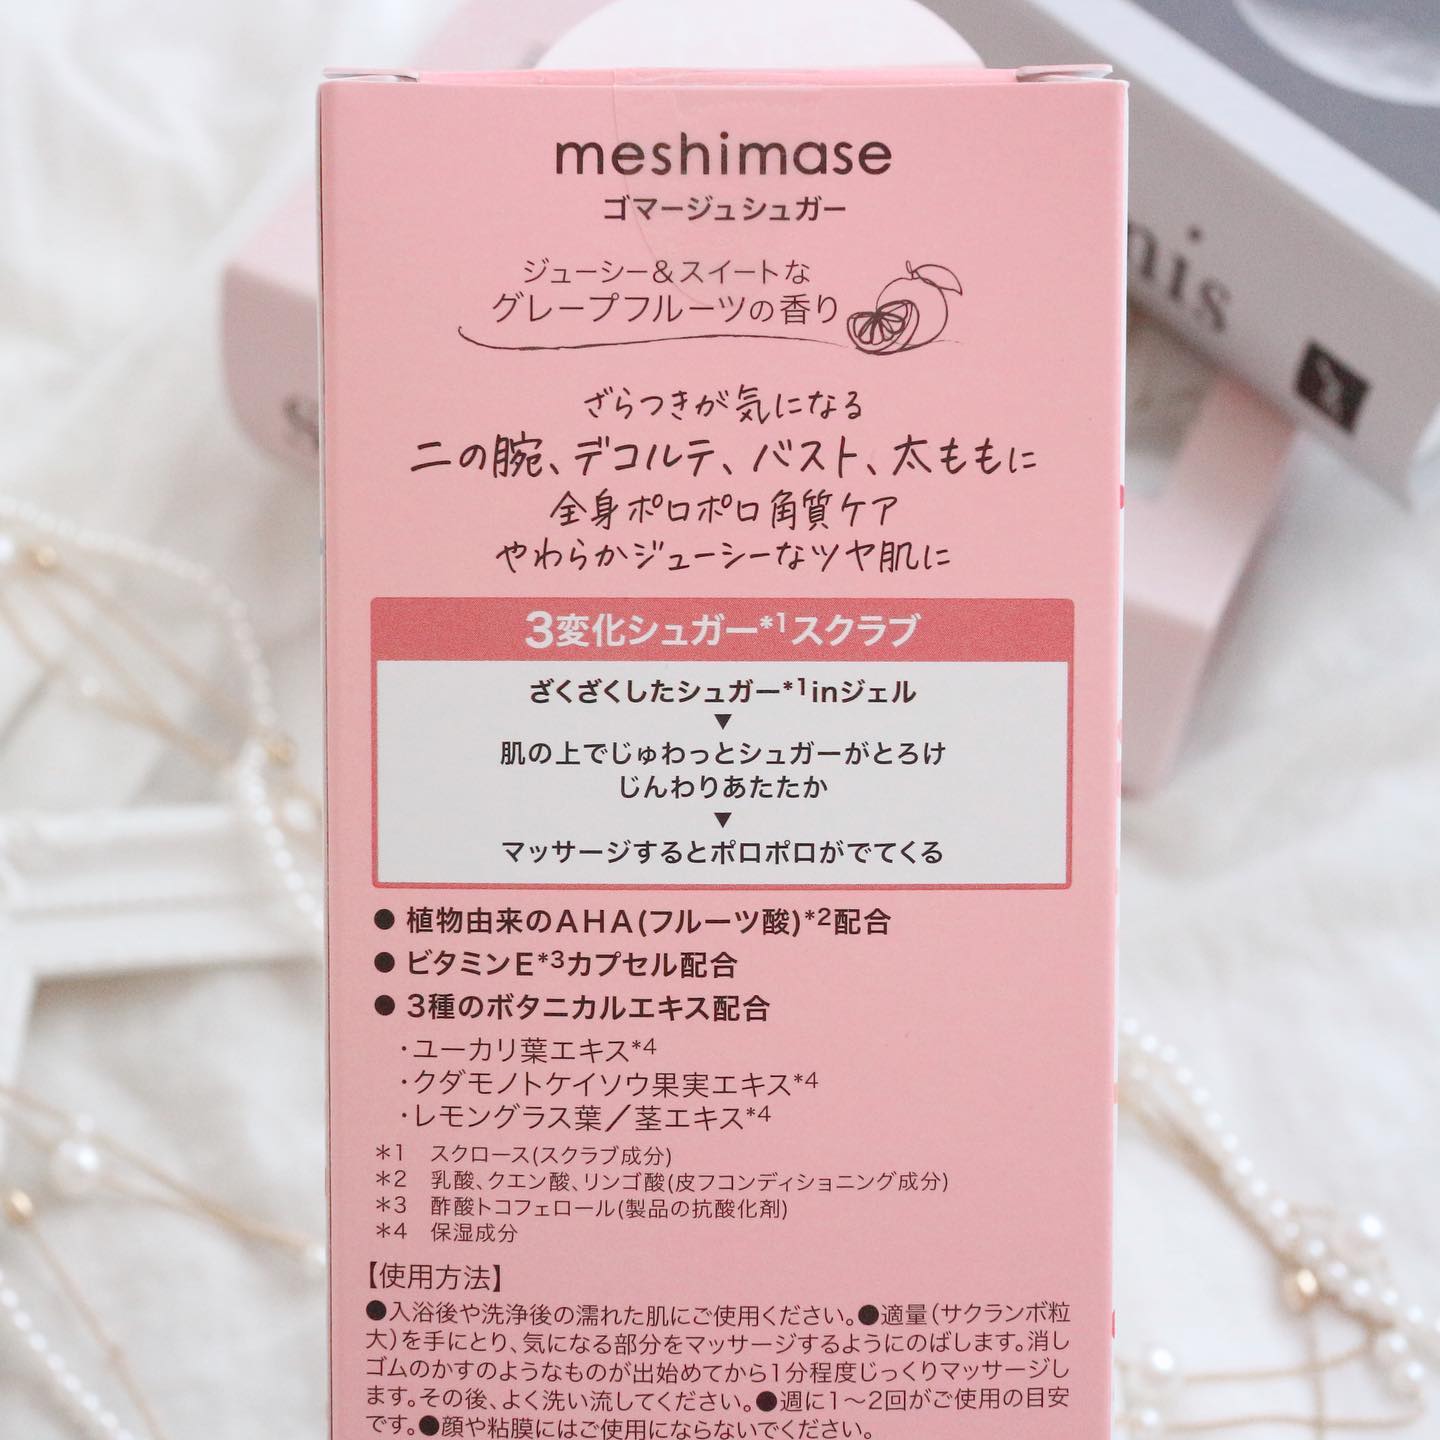 meshimase
ゴマージュシュガー
ジューシー&スイートな
グレープフルーツの香り
ざらつきが気になる
二の腕、デコルテ、バスト、太ももに
全身ポロポロ角質ケア
やわらかジューシーなツヤ肌に
3変化シュガー*1スクラブ
ざくざくしたシュガー*1inジェル
▼
肌の上でじゅわっとシュガーがとろけ
じんわりあたたか
▼
マッサージするとポロポロがでてくる
●植物由来のAHA(フルーツ酸)*2配合
●ビタミンE*3カプセル配合
●3種のボタニカルエキス配合
・ユーカリ葉エキス*4
・クダモノトケイソウ果実エキス*4
・レモングラス葉/茎エキス*4
*1 スクロース(スクラブ成分)
*2 乳酸、クエン酸、リンゴ酸(皮フコンディショニング成分)
*3 酢酸トコフェロール(製品の抗酸化剤)
*4 保湿成分
【使用方法】
●入浴後や洗浄後の濡れた肌にご使用ください。●適量(サクランボ粒
大)を手にとり、気になる部分をマッサージするようにのばします。消し
ゴムのかすのようなものが出始めてから1分程度じっくりマッサージし
ます。その後、よく洗い流してください。●週に1～2回がご使用の目安
です。●顔や粘膜にはご使用にならないでください。